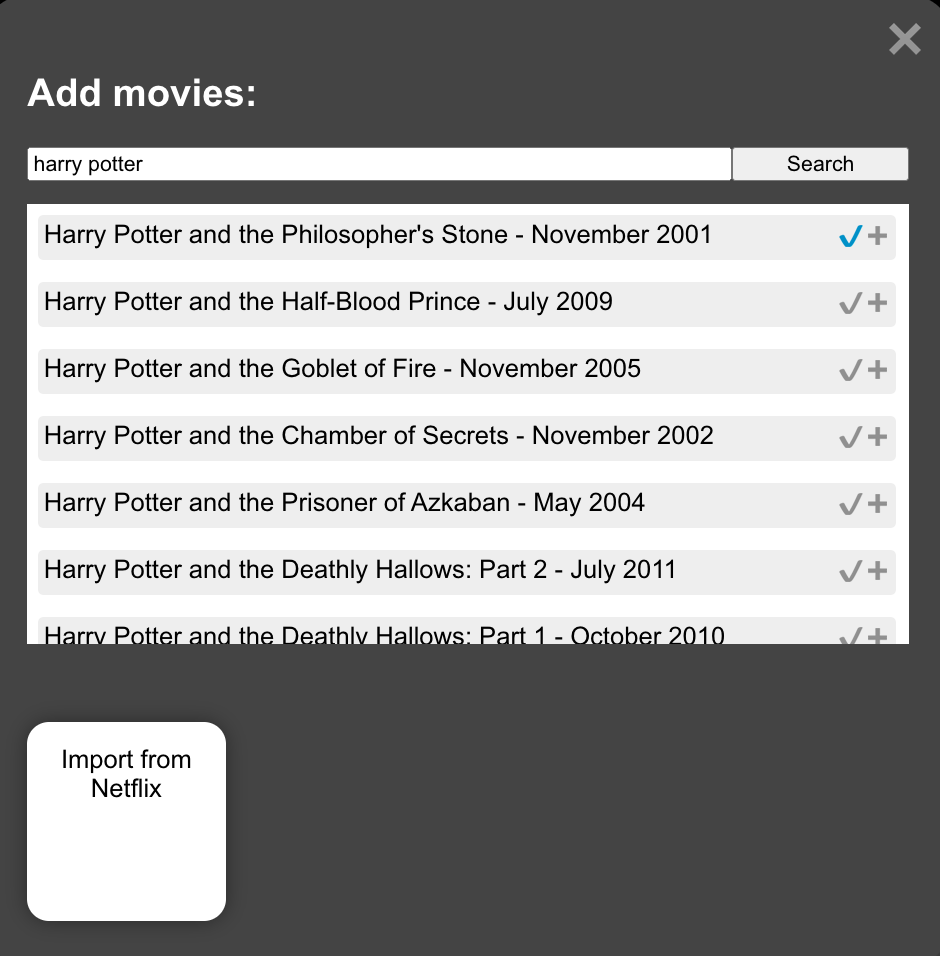 Add movies:
harry potter
Search
Harry Potter and the Philosopher's Stone - November 2001
Harry Potter and the Half-Blood Prince - July 2009
Harry Potter and the Goblet of Fire - November 2005
Harry Potter and the Chamber of Secrets - November 2002
Harry Potter and the Prisoner of Azkaban - May 2004
Harry Potter and the Deathly Hallows: Part 2 - July 2011
Harry Potter and the Deathly Hallows: Part 1 - October 2010
Import from
Netflix